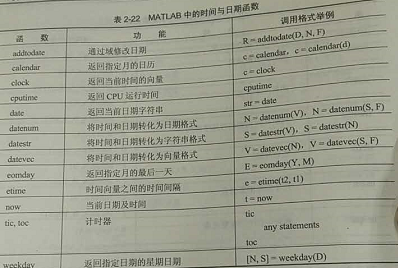 表 2-22 MATLAB 中的时间与日期函数
函 数 功 能 调用格式举例
addtodate 通过域修改日期 R = addtodate(D, N, F)
calendar 返回指定月的日历 c = calendar，c = calendar(d)
clock 返回当前时间的向量 c = clock
cputime 返回 CPU 运行时间 cputime
date 返回当前日期字符串 str = date
datenum 将时间和日期转化为日期格式 N = datenum(V)，N = datenum(S, F)
datestr 将时间和日期转化为字符串格式 S = datestr(V)，S = datestr(N)
datevec 将时间和日期转化为向量格式 V = datevec(N)，V = datevec(S, F)
eomday 返回指定月的最后一天 E = eomday(Y, M)
etime 时间向量之间的时间间隔 e = etime(t2, t1)
now 当前日期及时间 t = now
tic, toc 计时器 tic
any statements
toc
weekday 返回指定日期的星期日期 [N, S] = weekday(D)